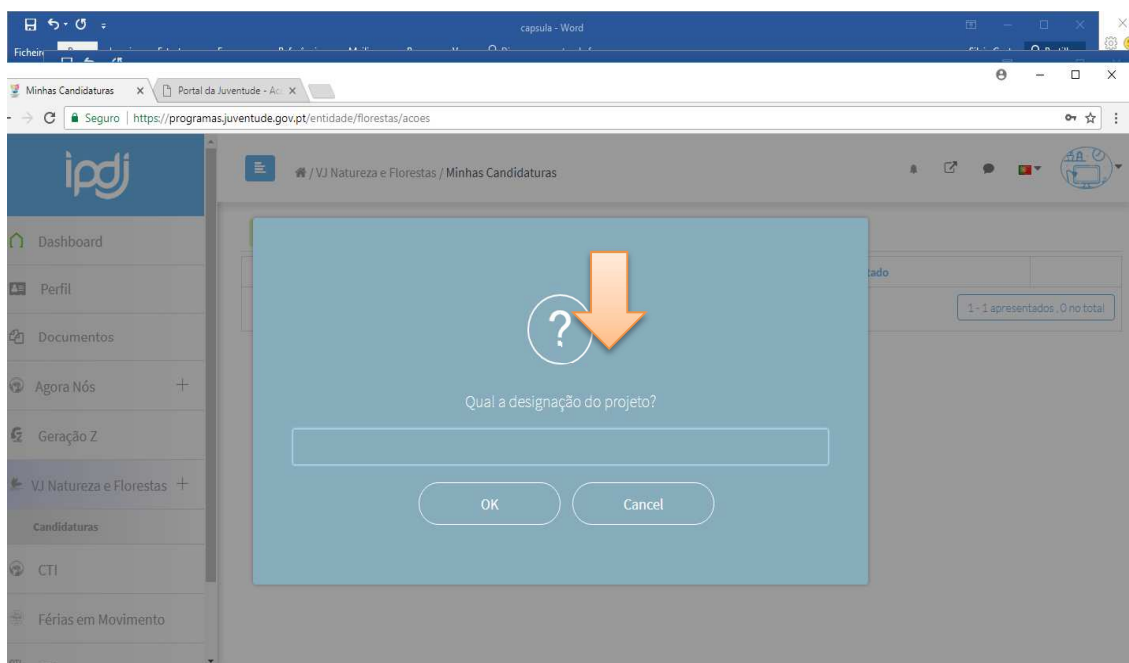 capsula - Word
Minhas Candidaturas
Portal da Juventude - Ac
Seguro | https://programas.juventude.gov.pt/entidade/florestas/acoes
ipdj
/ VJ Natureza e Florestas / Minhas Candidaturas
Dashboard
Perfil
Documentos
Agora Nós
Geração Z
VJ Natureza e Florestas
Candidaturas
CTI
Férias em Movimento
tado
1 - 1 apresentados , 0 no total
?
Qual a designação do projeto?
OK
Cancel